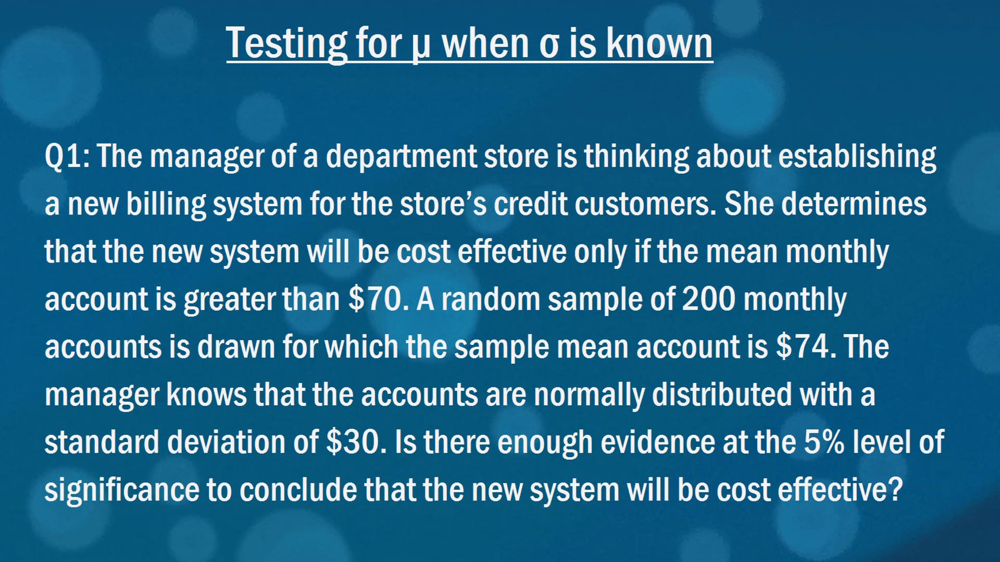 Testing for µ when σ is known
Q1: The manager of a department store is thinking about establishing
a new billing system for the store’s credit customers. She determines
that the new system will be cost effective only if the mean monthly
account is greater than $70. A random sample of 200 monthly
accounts is drawn for which the sample mean account is $74. The
manager knows that the accounts are normally distributed with a
standard deviation of $30. Is there enough evidence at the 5% level of
significance to conclude that the new system will be cost effective?